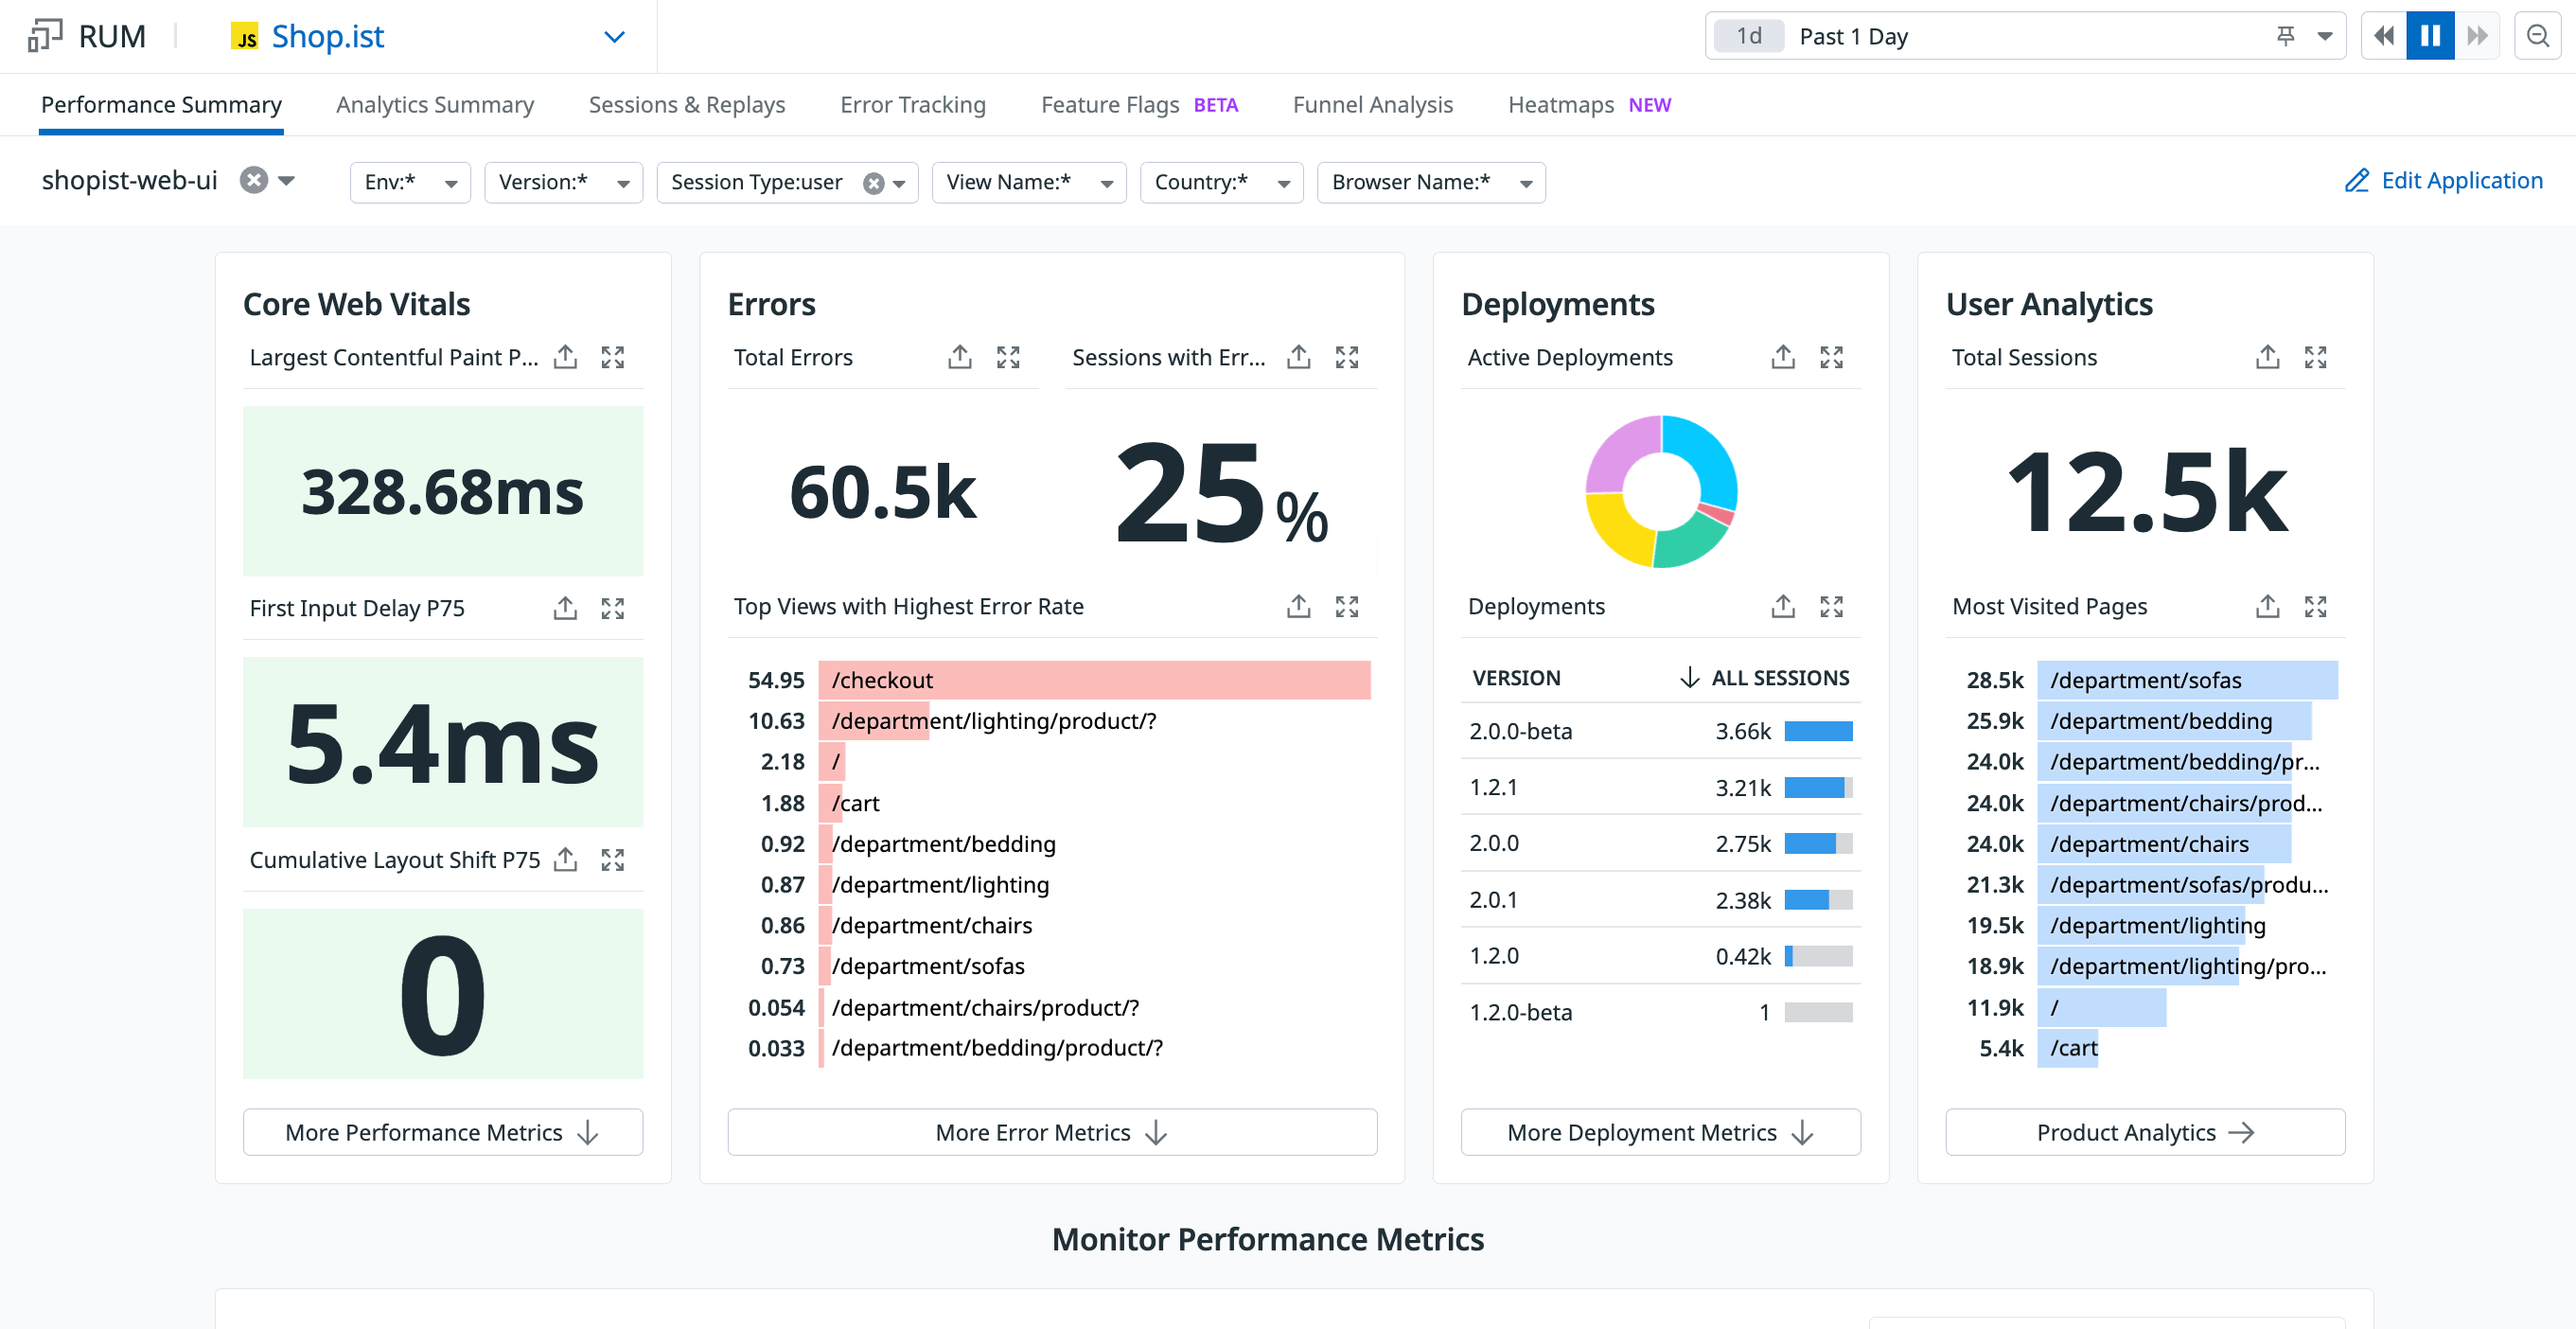 RUM
JS Shop.ist
1d Past 1 Day
Performance Summary Analytics Summary Sessions & Replays Error Tracking Feature Flags BETA Funnel Analysis Heatmaps NEW
shopist-web-ui Env:* Version:* Session Type:user View Name:* Country:* Browser Name:* Edit Application
Core Web Vitals
Largest Contentful Paint P...
328.68ms
First Input Delay P75
5.4ms
Cumulative Layout Shift P75
0
More Performance Metrics
Errors
Total Errors
60.5k
Sessions with Err...
25%
Top Views with Highest Error Rate
54.95 /checkout
10.63 /department/lighting/product/?
2.18 /
1.88 /cart
0.92 /department/bedding
0.87 /department/lighting
0.86 /department/chairs
0.73 /department/sofas
0.054 /department/chairs/product/?
0.033 /department/bedding/product/?
More Error Metrics
Deployments
Active Deployments
Deployments
VERSION ALL SESSIONS
2.0.0-beta 3.66k
1.2.1 3.21k
2.0.0 2.75k
2.0.1 2.38k
1.2.0 0.42k
1.2.0-beta 1
More Deployment Metrics
User Analytics
Total Sessions
12.5k
Most Visited Pages
28.5k /department/sofas
25.9k /department/bedding
24.0k /department/bedding/pr...
24.0k /department/chairs/prod...
24.0k /department/chairs
21.3k /department/sofas/produ...
19.5k /department/lighting
18.9k /department/lighting/pro...
11.9k /
5.4k /cart
Product Analytics
Monitor Performance Metrics